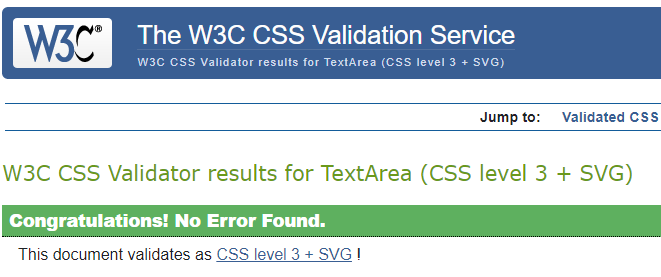 W3C®
The W3C CSS Validation Service
W3C CSS Validator results for TextArea (CSS level 3 + SVG)
Jump to: Validated CSS
W3C CSS Validator results for TextArea (CSS level 3 + SVG)
Congratulations! No Error Found.
This document validates as CSS level 3 + SVG !